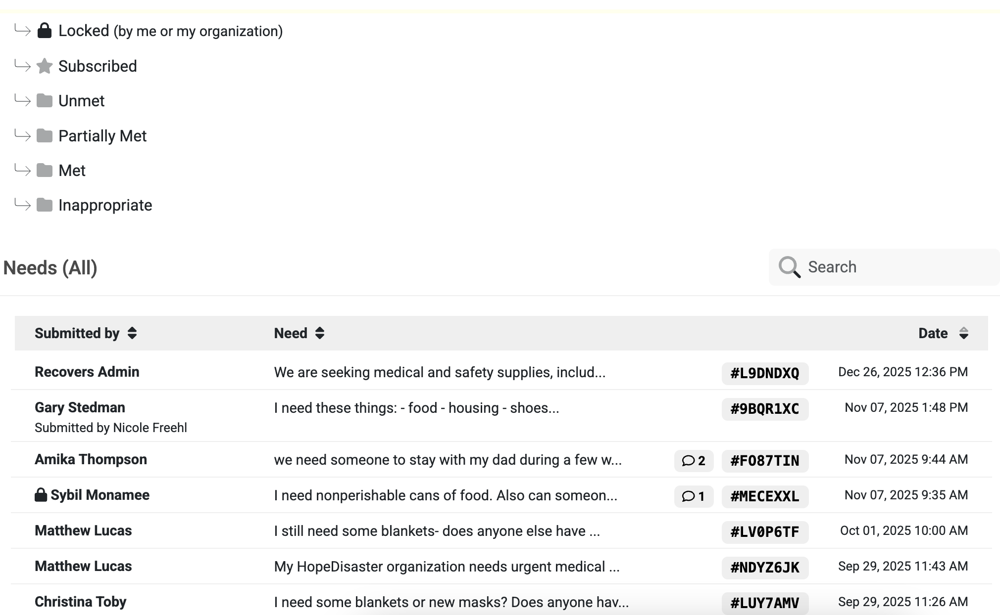 Locked (by me or my organization)
Subscribed
Unmet
Partially Met
Met
Inappropriate
Needs (All)
Search
Submitted by Need Date
Recovers Admin We are seeking medical and safety supplies, includ... #L9DNDXQ Dec 26, 2025 12:36 PM
Gary Stedman I need these things: - food - housing - shoes... #9BQR1XC Nov 07, 2025 1:48 PM
Submitted by Nicole Freehl
Amika Thompson we need someone to stay with my dad during a few w... 2 #FO87TIN Nov 07, 2025 9:44 AM
Sybil Monamee I need nonperishable cans of food. Also can someon... 1 #MECEXXL Nov 07, 2025 9:35 AM
Matthew Lucas I still need some blankets- does anyone else have ... #LV0P6TF Oct 01, 2025 10:00 AM
Matthew Lucas My HopeDisaster organization needs urgent medical ... #NDYZ6JK Sep 29, 2025 11:43 AM
Christina Toby I need some blankets or new masks? Does anyone hav... #LUY7AMV Sep 29, 2025 11:26 AM